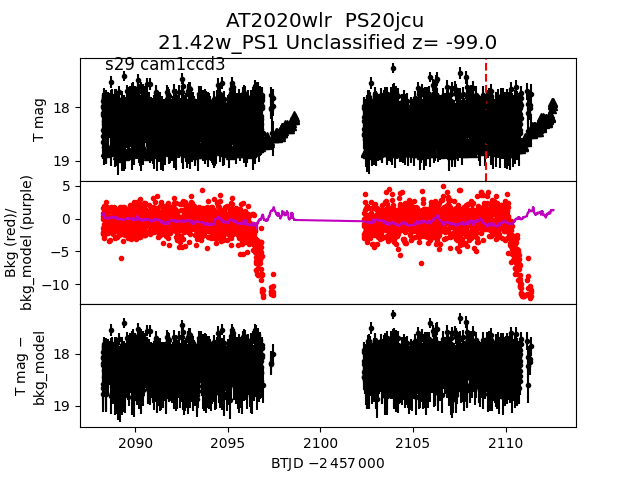 AT2020wlr PS20jcu
21.42w_PS1 Unclassified z= -99.0
s29 cam1ccd3
T mag
18
19
Bkg (red)/
bkg_model (purple)
5
0
−5
−10
T mag −
bkg_model
18
19
2090
2095
2100
2105
2110
BTJD −2 457 000